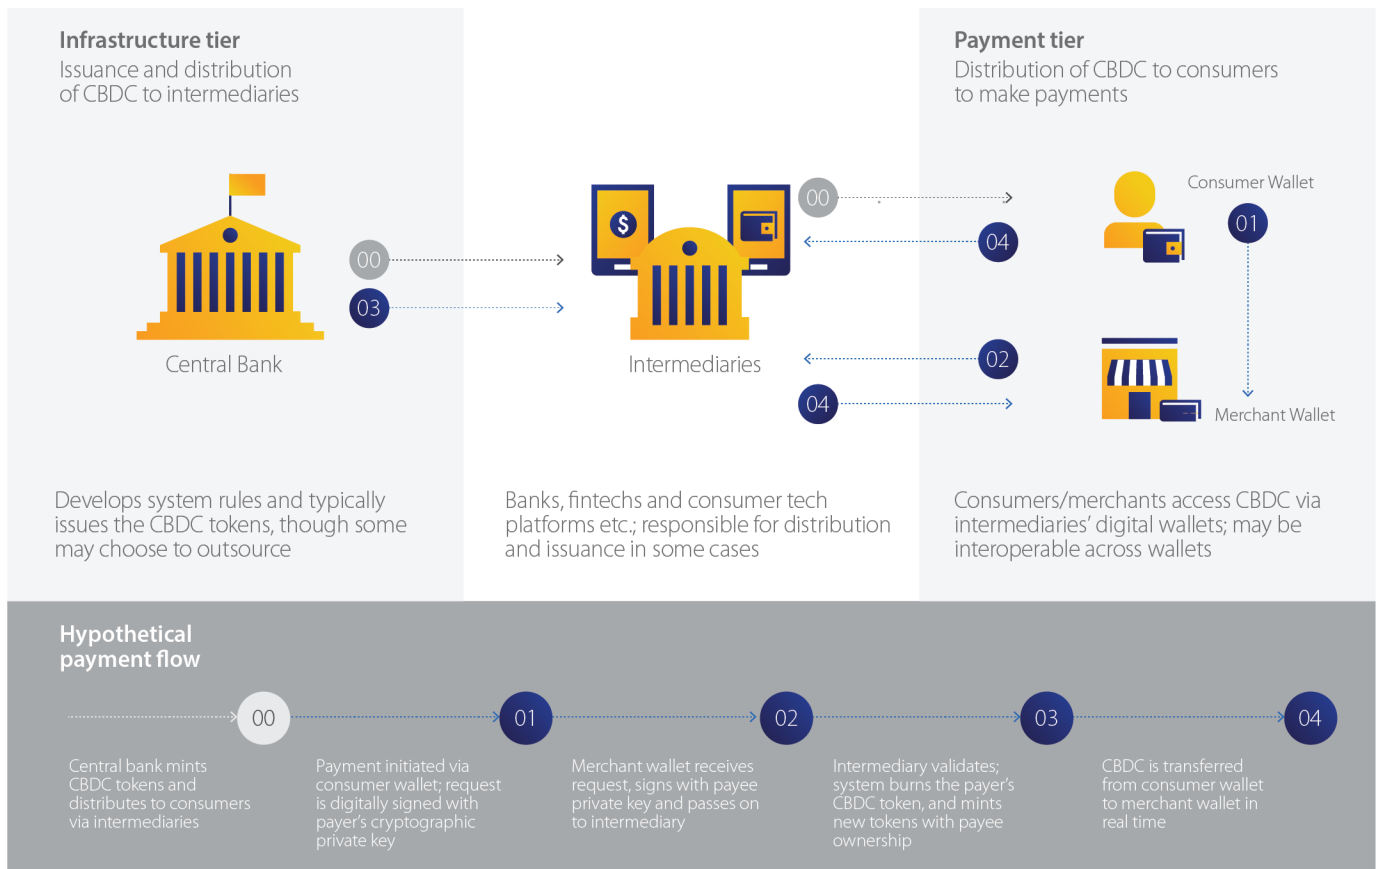 Infrastructure tier
Issuance and distribution
of CBDC to intermediaries
Payment tier
Distribution of CBDC to consumers
to make payments
00
03
Central Bank
$
Intermediaries
00
04
02
04
Consumer Wallet
01
Merchant Wallet
Develops system rules and typically
issues the CBDC tokens, though some
may choose to outsource
Banks, fintechs and consumer tech
platforms etc.; responsible for distribution
and issuance in some cases
Consumers/merchants access CBDC via
intermediaries’ digital wallets; may be
interoperable across wallets
Hypothetical
payment flow
00
01
02
03
04
Central bank mints
CBDC tokens and
distributes to consumers
via intermediaries
Payment initiated via
consumer wallet; request
is digitally signed with
payer’s cryptographic
private key
Merchant wallet receives
request, signs with payee
private key and passes on
to intermediary
Intermediary validates;
system burns the payer’s
CBDC token, and mints
new tokens with payee
ownership
CBDC is transferred
from consumer wallet
to merchant wallet in
real time